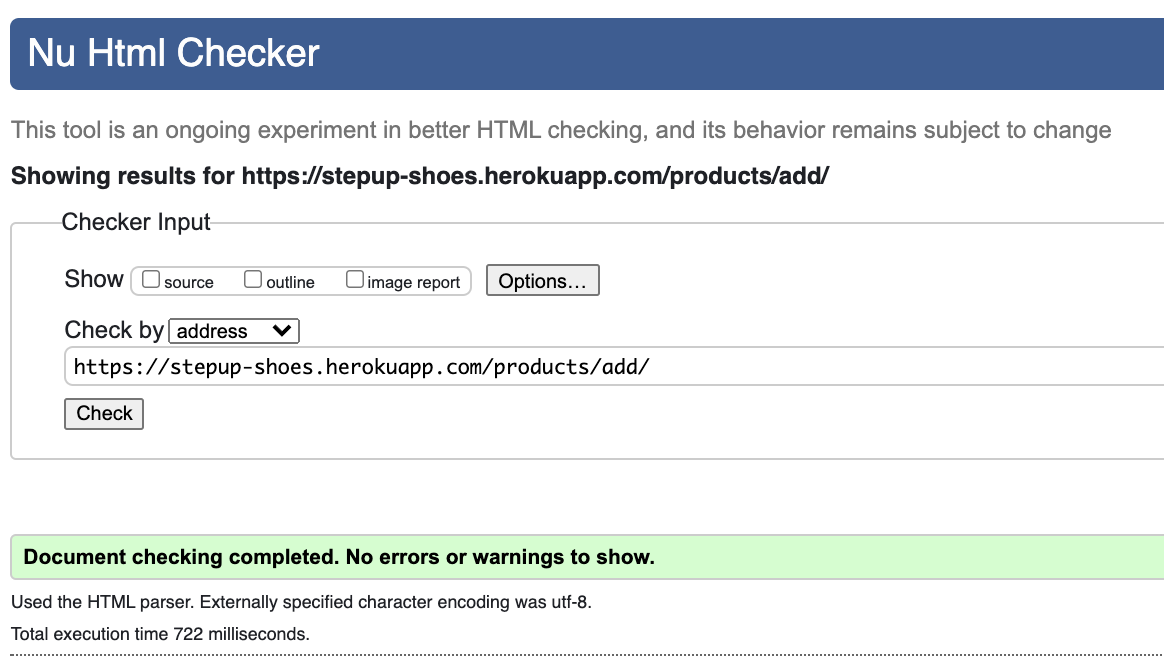 Nu Html Checker
This tool is an ongoing experiment in better HTML checking, and its behavior remains subject to change
Showing results for https://stepup-shoes.herokuapp.com/products/add/
Checker Input
Show source outline image report Options...
Check by address
https://stepup-shoes.herokuapp.com/products/add/
Check
Document checking completed. No errors or warnings to show.
Used the HTML parser. Externally specified character encoding was utf-8.
Total execution time 722 milliseconds.